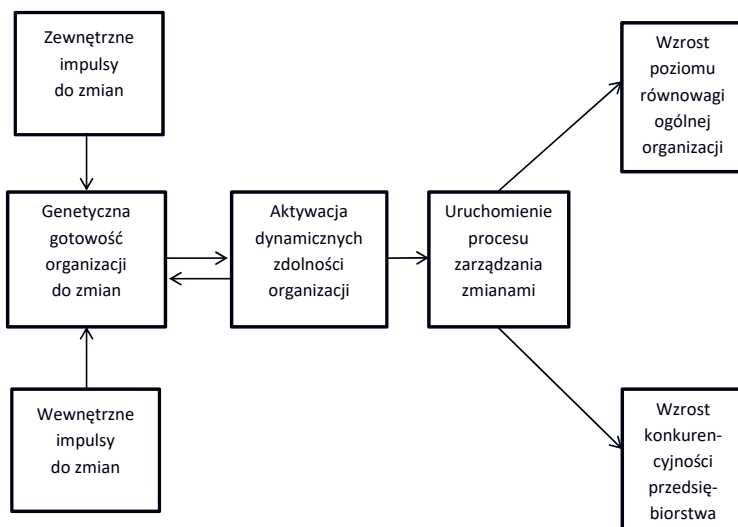 Zewnętrzne
impulsy
do zmian
Wzrost
poziomu
równowagi
ogólnej
organizacji
Genetyczna
gotowość
organizacji
do zmian
Aktywacja
dynamicznych
zdolności
organizacji
Uruchomienie
procesu
zarządzania
zmianami
Wewnętrzne
impulsy
do zmian
Wzrost
konkuren-
cyjności
przedsię-
biorstwa